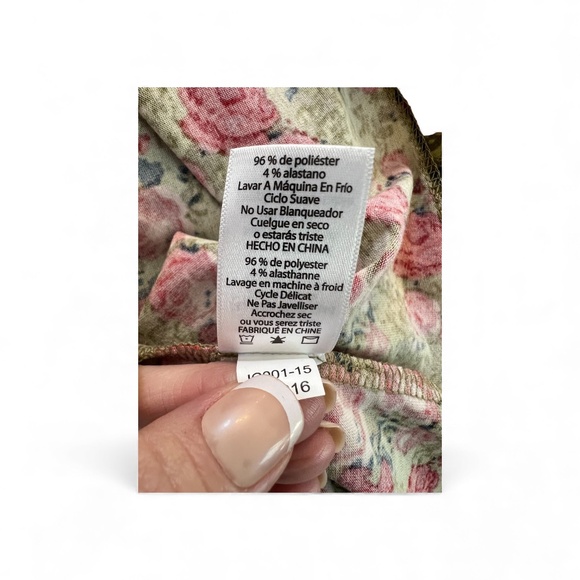 96 % de poliéster
4 % alastano
Lavar A Máquina En Frío
Ciclo Suave
No Usar Blanqueador
Cuelgue en seco
o estarás triste
HECHO EN CHINA
96 % de polyester
4 % alasthanne
Lavage en machine à froid
Cycle Délicat
Ne Pas Javelliser
Accrochez sec
ou vous serez triste
FABRIQUÉ EN CHINE
-15
16